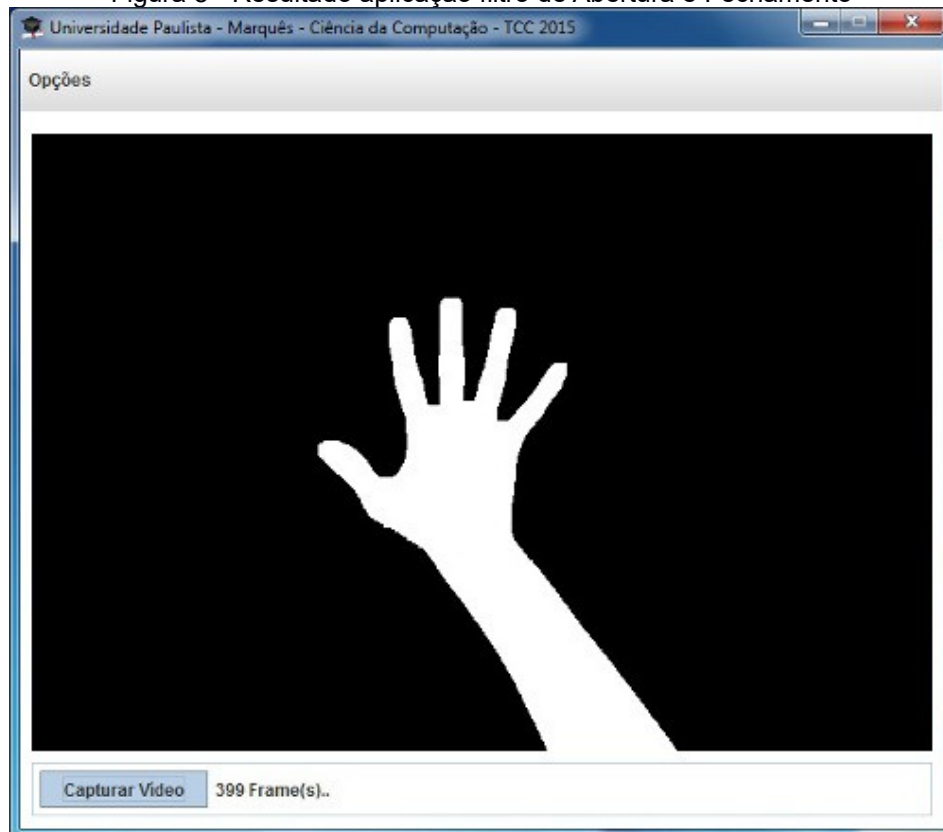 Resultado aplicação filtro de Abertura e Fechamento
Universidade Paulista - Marquês - Ciência da Computação - TCC 2015
Opções
Capturar Video 399 Frame(s)..